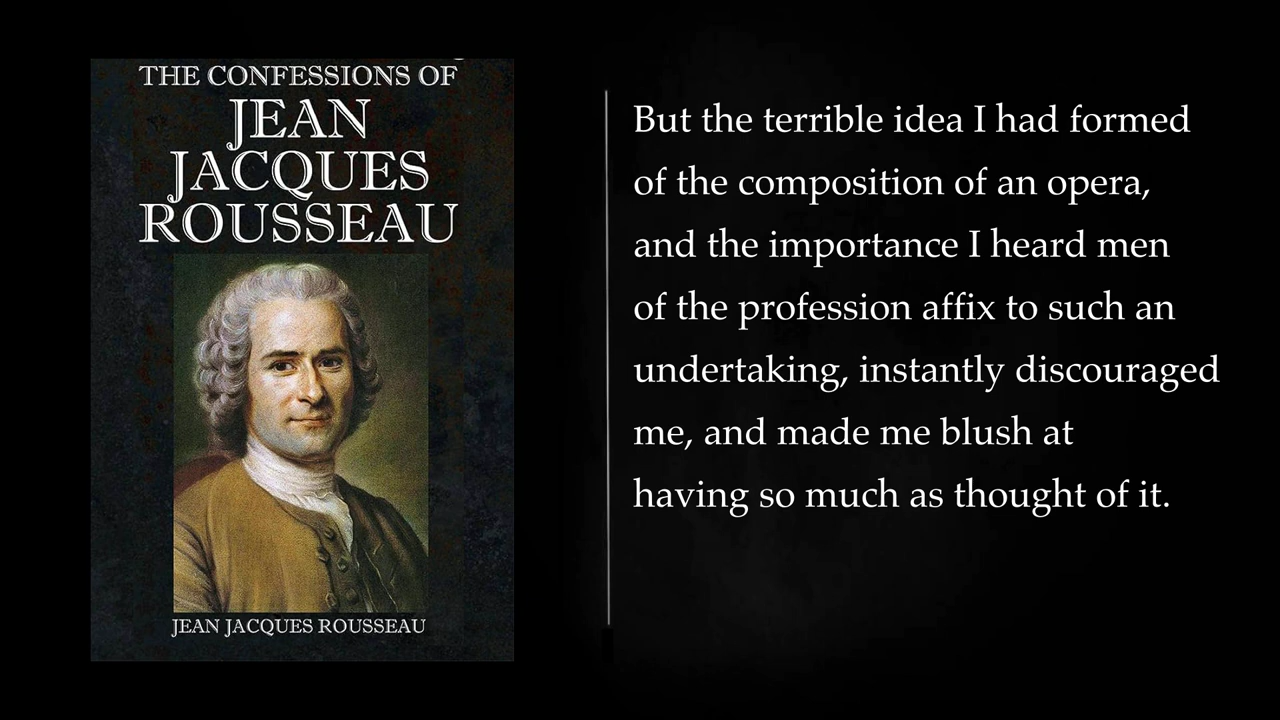 THE CONFESSIONS OF
JEAN
JACQUES
ROUSSEAU
JEAN JACQUES ROUSSEAU
But the terrible idea I had formed
of the composition of an opera,
and the importance I heard men
of the profession affix to such an
undertaking, instantly discouraged
me, and made me blush at
having so much as thought of it.